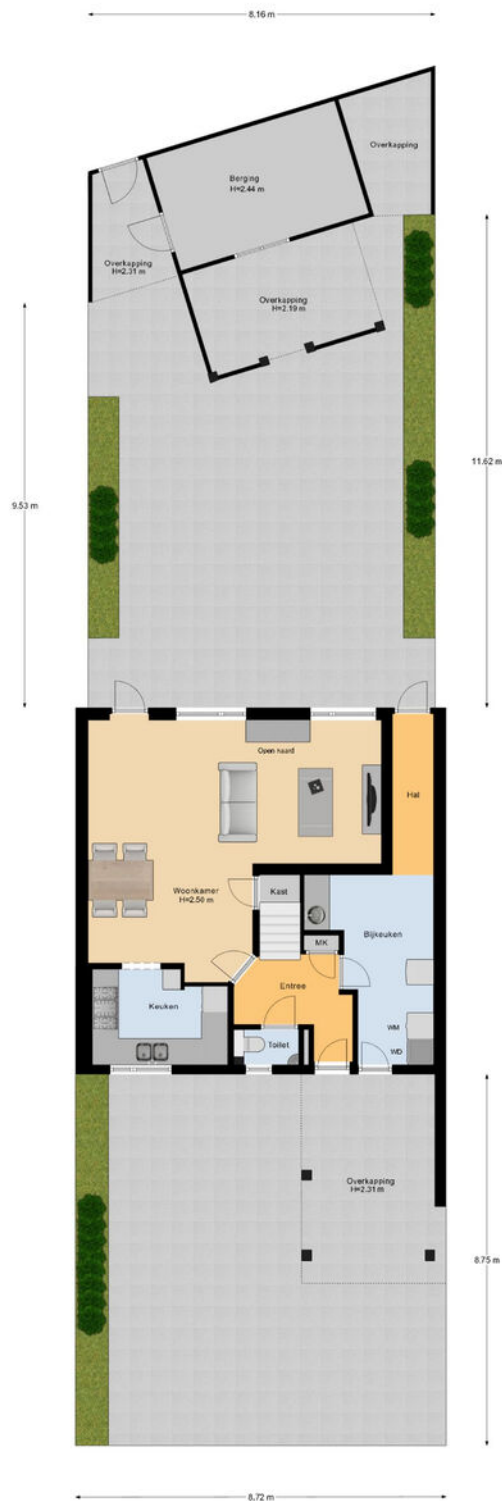 8.16 m
Overkapping
Berging
H=2.44 m
Overkapping
H=2.31 m
Overkapping
H=2.19 m
11.62 m
9.53 m
Open haard
Hal
Woonkamer
H=2.50 m
Kast
Bijkeuken
MK
Entree
Keuken
WM
Toilet
WD
Overkapping
H=2.31 m
8.75 m
8.72 m